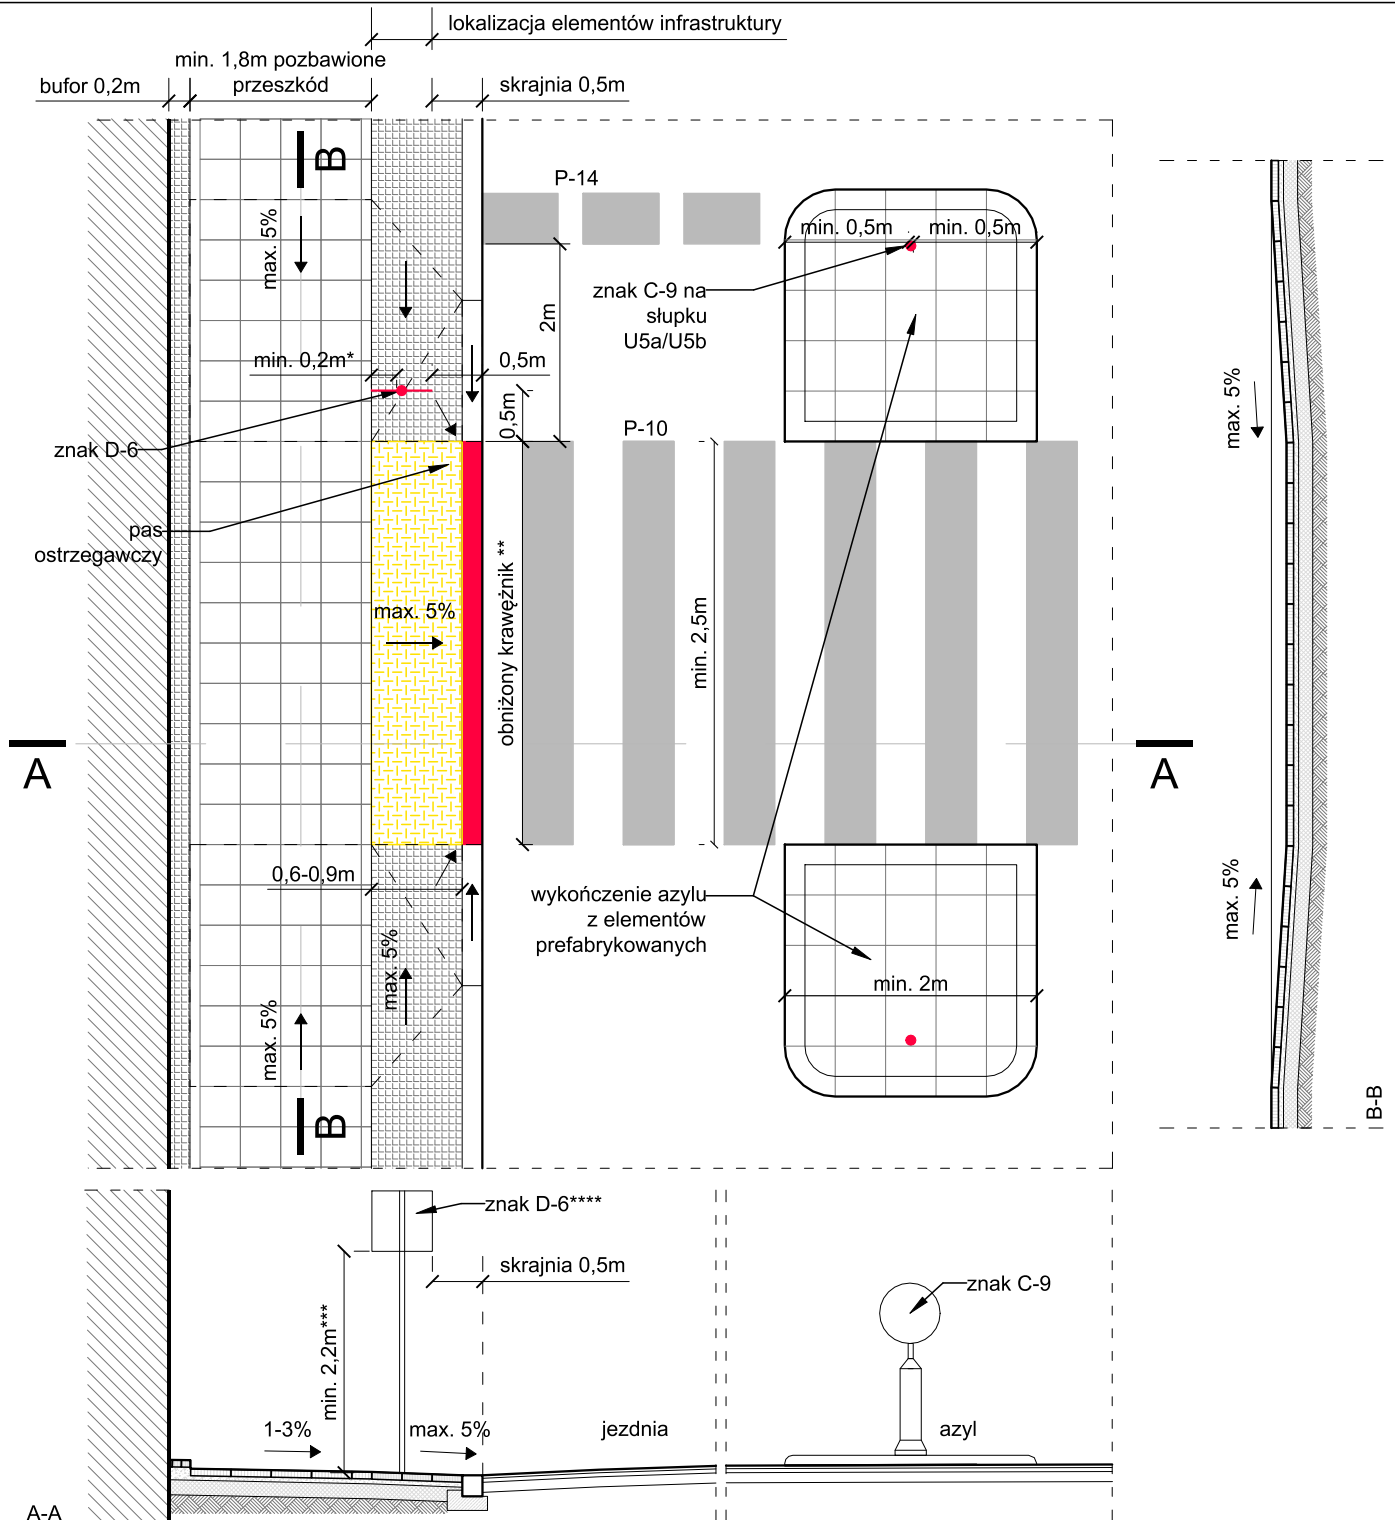 lokalizacja elementów infrastruktury
min. 1,8m pozbawione
przeszkód
bufor 0,2m
skrajnia 0,5m
B
P-14
max. 5%
min. 0,5m
min. 0,5m
znak C-9 na
słupku
U5a/U5b
2m
min. 0,2m*
0,5m
0,5m
max. 5%
P-10
znak D-6
pas
ostrzegawczy
obniżony krawężnik **
max. 5%
min. 2,5m
A
A
0,6-0,9m
wykończenie azylu
z elementów
prefabrykowanych
max. 5%
max. 5%
max. 5%
min. 2m
B
B-B
znak D-6****
skrajnia 0,5m
znak C-9
min. 2,2m***
1-3%
max. 5%
jezdnia
azyl
A-A